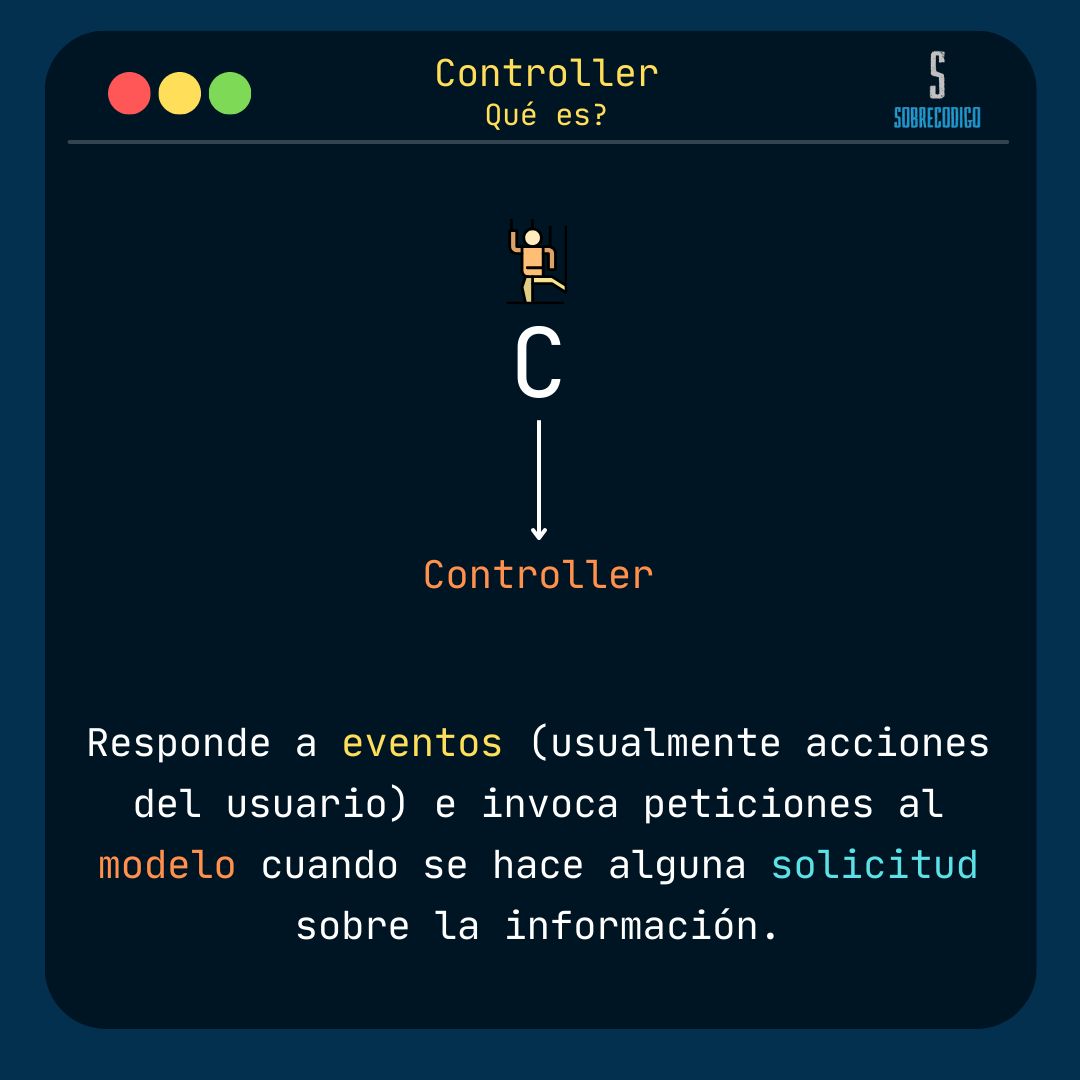 Controller
Qué es?
S
SOBRECODIGO
C
Controller
Responde a eventos (usualmente acciones
del usuario) e invoca peticiones al
modelo cuando se hace alguna solicitud
sobre la información.